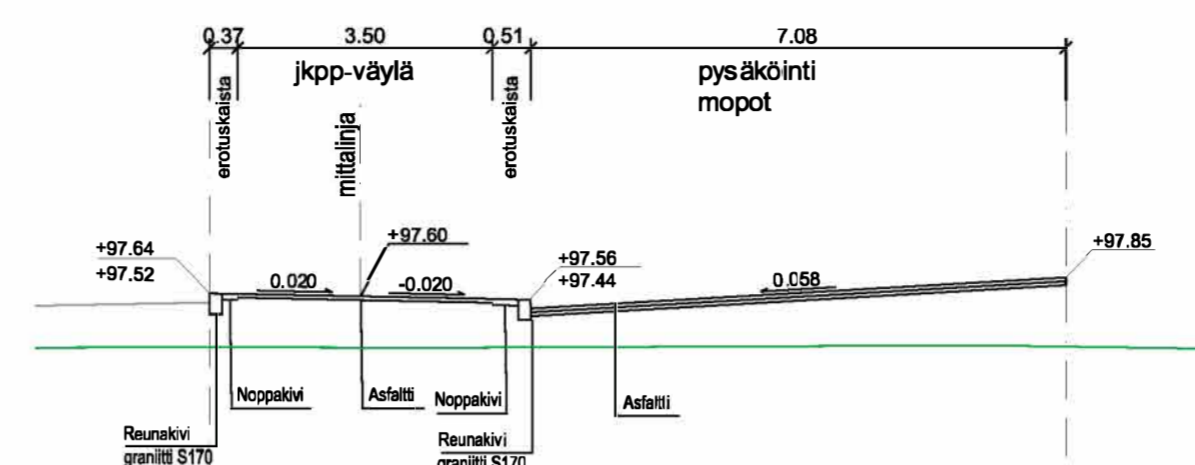 0.37
3.50
0.51
7.08
jkpp-väylä
pysäköinti
mopot
erotuskaista
mittalinja
erotuskaista
+97.64
+97.52
0.020
+97.60
-0.020
+97.56
+97.44
0.058
+97.85
Noppakivi
Asfaltti
Noppakivi
Asfaltti
Reunakivi
graniitti S170
Reunakivi
graniitti S170